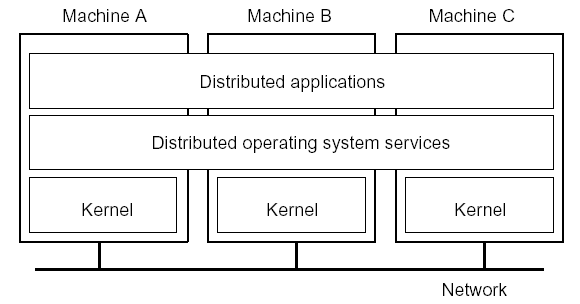 Machine A
Machine B
Machine C
Distributed applications
Distributed operating system services
Kernel
Kernel
Kernel
Network